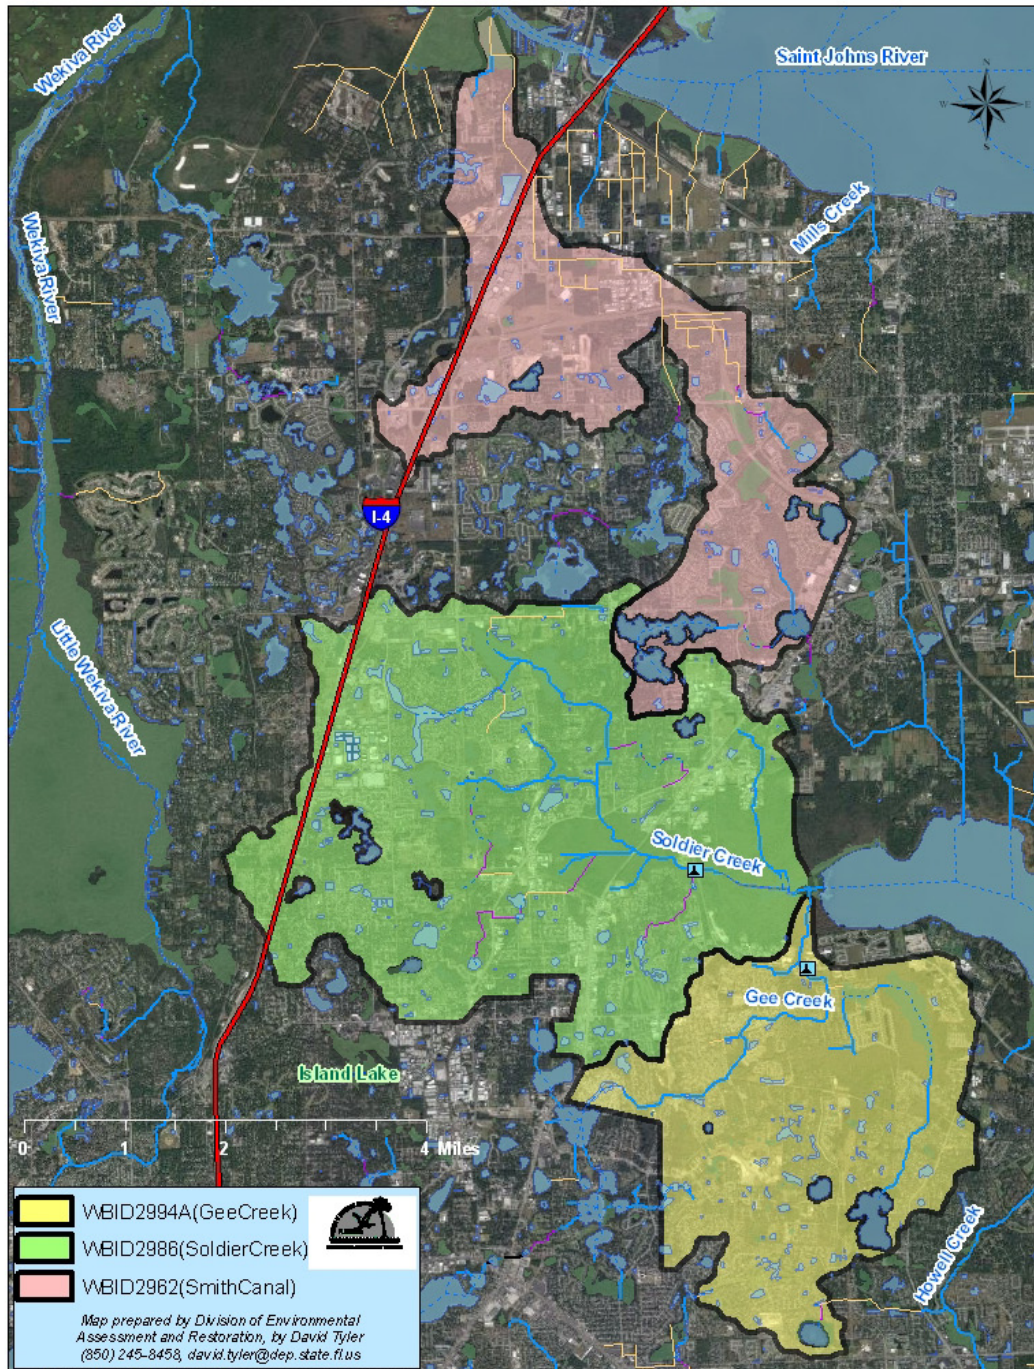 Wekiva River
Saint Johns River
N
W
E
S
Mills Creek
Wekiva River
I-4
Little Wekiva River
Soldier Creek
Gee Creek
Island Lake
0 1 2 4 Miles
WBID2994A(GeeCreek)
WBID2986(SoldierCreek)
WBID2962(SmithCanal)
Howell Creek
Map prepared by Division of Environmental
Assessment and Restoration, by David Tyler
(850) 245-8458, david.tyler@dep.state.fl.us